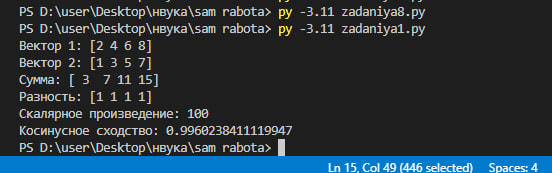 PS D:\user\Desktop\нвука\sam rabota> py -3.11 zadaniya8.py
PS D:\user\Desktop\нвука\sam rabota> py -3.11 zadaniya1.py
Вектор 1: [2 4 6 8]
Вектор 2: [1 3 5 7]
Сумма: [ 3  7 11 15]
Разность: [1 1 1 1]
Скалярное произведение: 100
Косинусное сходство: 0.9960238411119947
PS D:\user\Desktop\нвука\sam rabota>
Ln 15, Col 49 (446 selected) Spaces: 4